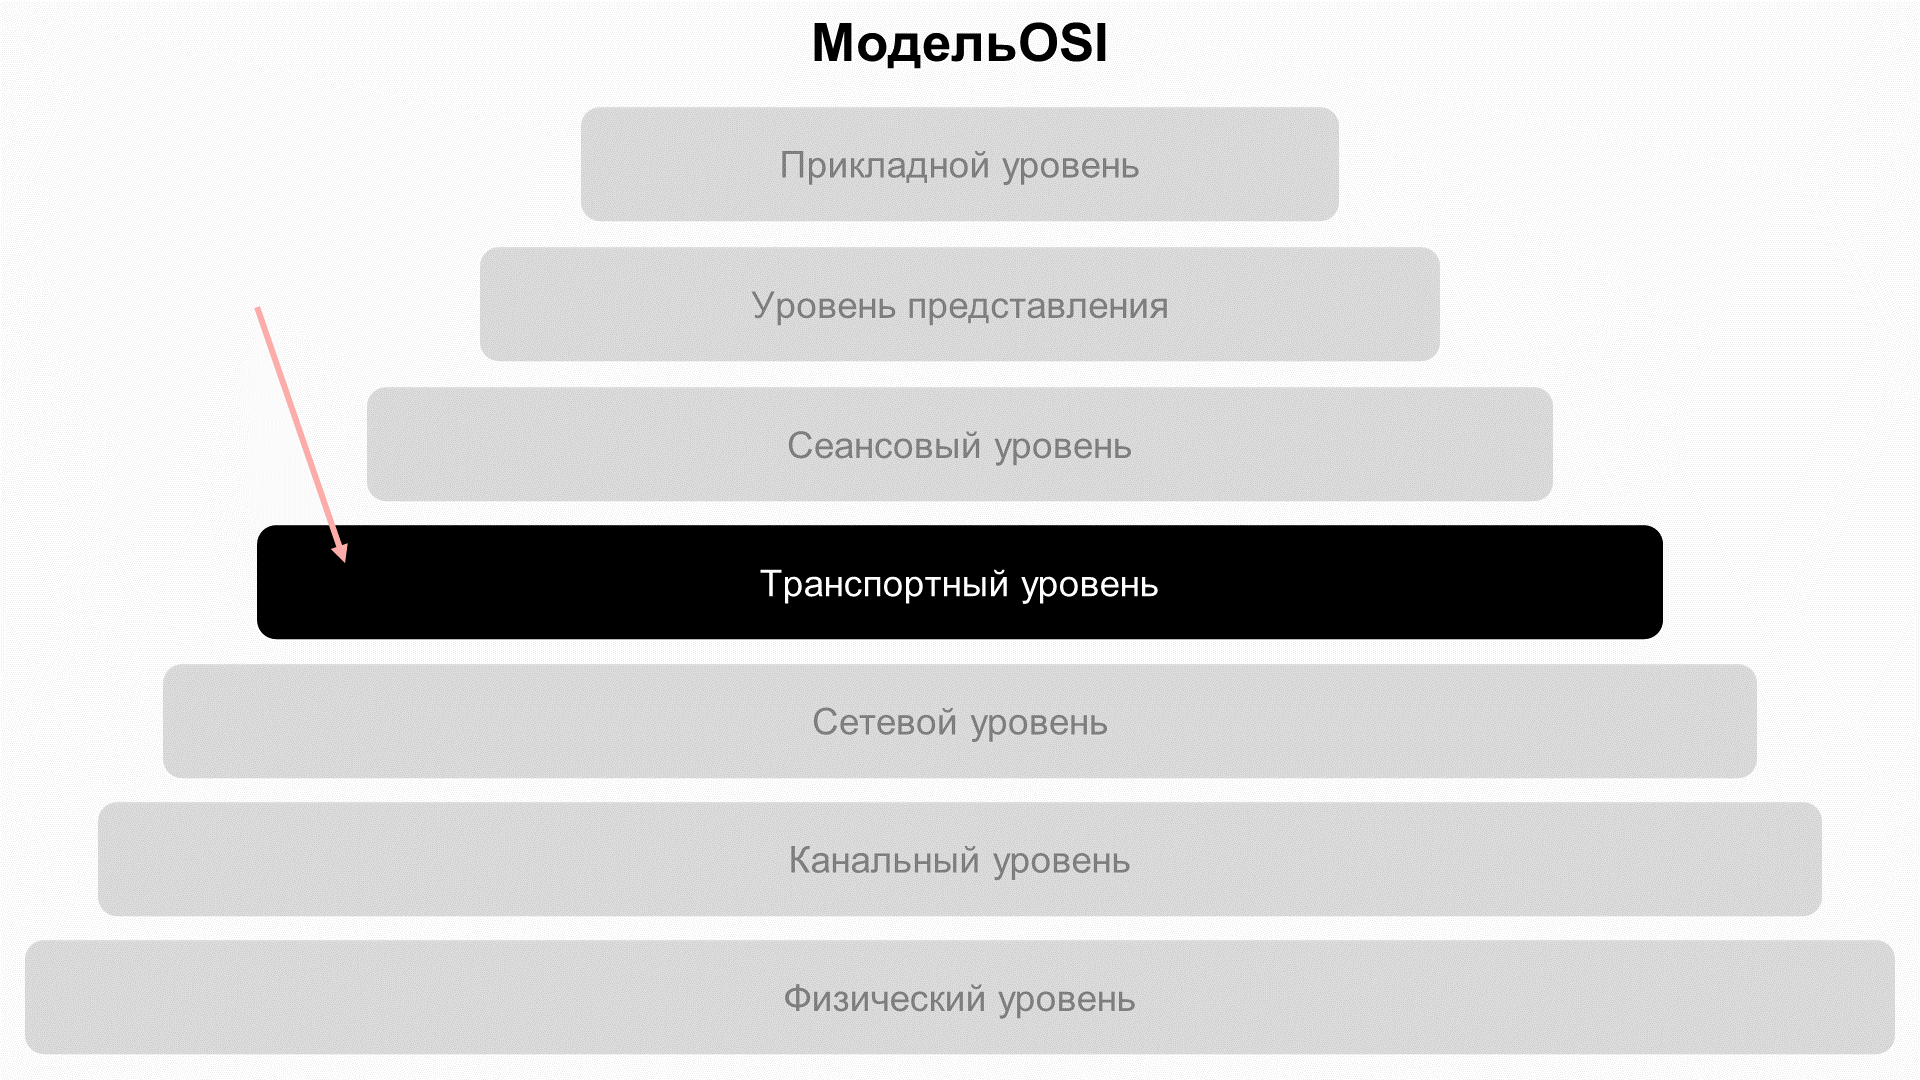 МодельOSI
Прикладной уровень
Уровень представления
Сеансовый уровень
Транспортный уровень
Сетевой уровень
Канальный уровень
Физический уровень